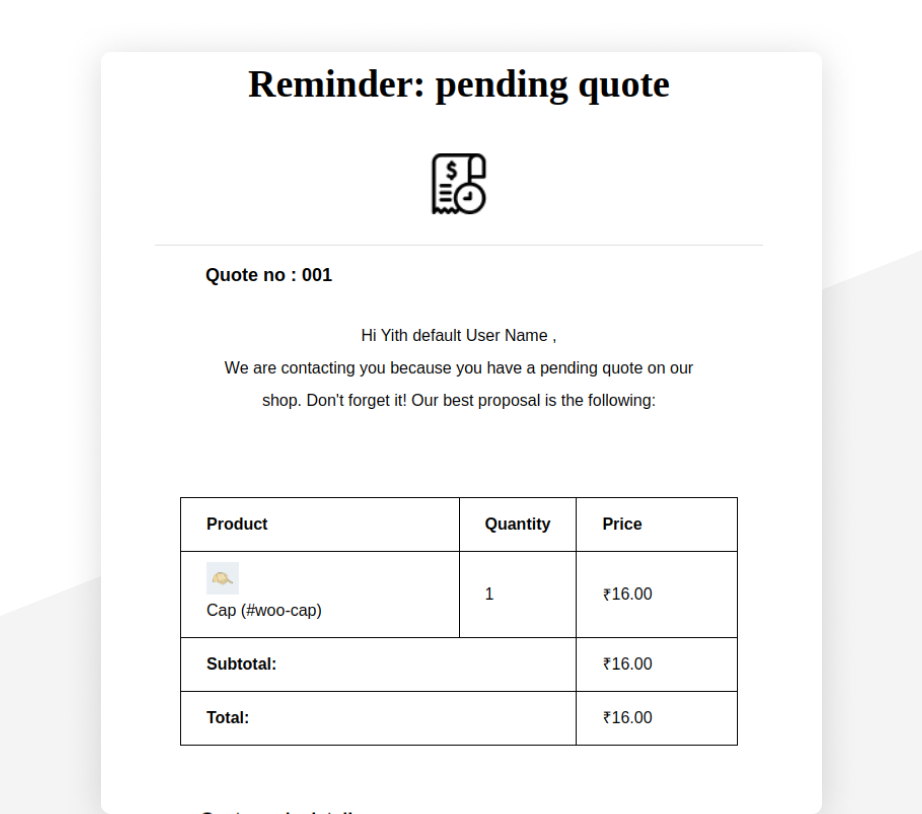 Reminder: pending quote
$
Quote no : 001
Hi Yith default User Name ,
We are contacting you because you have a pending quote on our
shop. Don't forget it! Our best proposal is the following:
Product Quantity Price
Cap (#woo-cap) 1 ₹16.00
Subtotal: ₹16.00
Total: ₹16.00